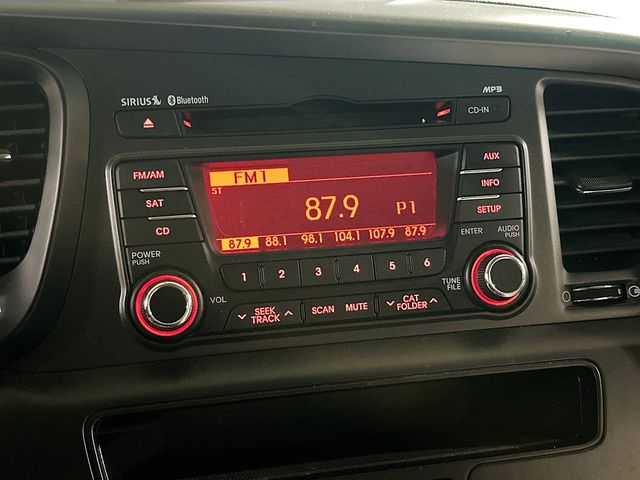 SIRIUS Bluetooth
MP3
CD-IN
FM/AM
SAT
CD
FM1
ST
87.9 P1
87.9 88.1 98.1 104.1 107.9 87.9
AUX
INFO
SETUP
POWER
PUSH
VOL
1 2 3 4 5 6
SEEK
TRACK
SCAN
MUTE
CAT
FOLDER
ENTER
AUDIO
PUSH
TUNE
FILE